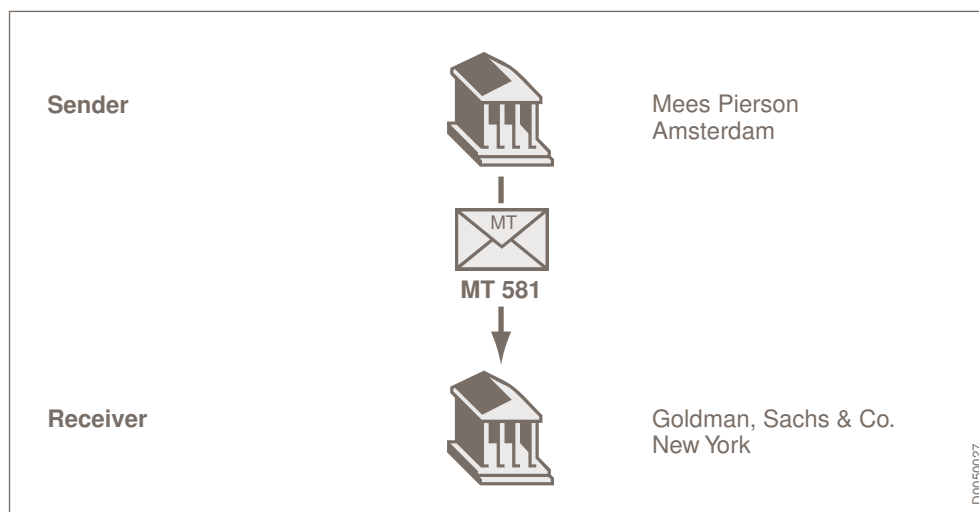 Sender
Mees Pierson
Amsterdam
MT
MT 581
Receiver
Goldman, Sachs & Co.
New York
D0050027